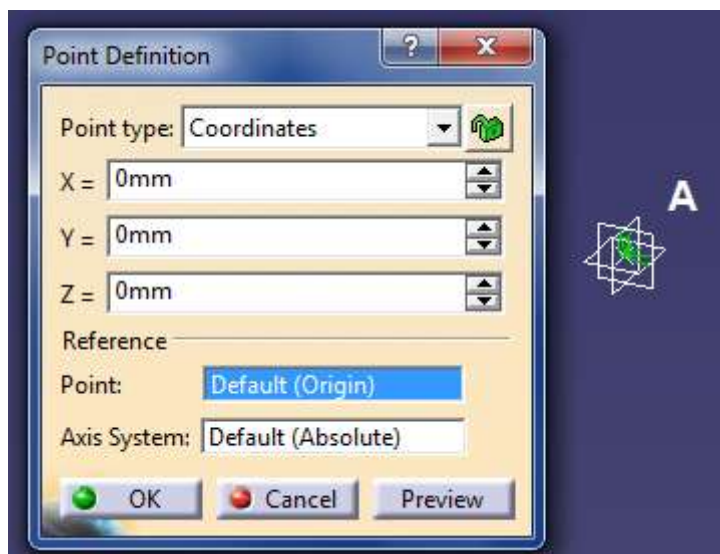 Point Definition
?
Point type: Coordinates
X = 0mm
A
Y = 0mm
Z = 0mm
Reference
Point: Default (Origin)
Axis System: Default (Absolute)
OK Cancel Preview